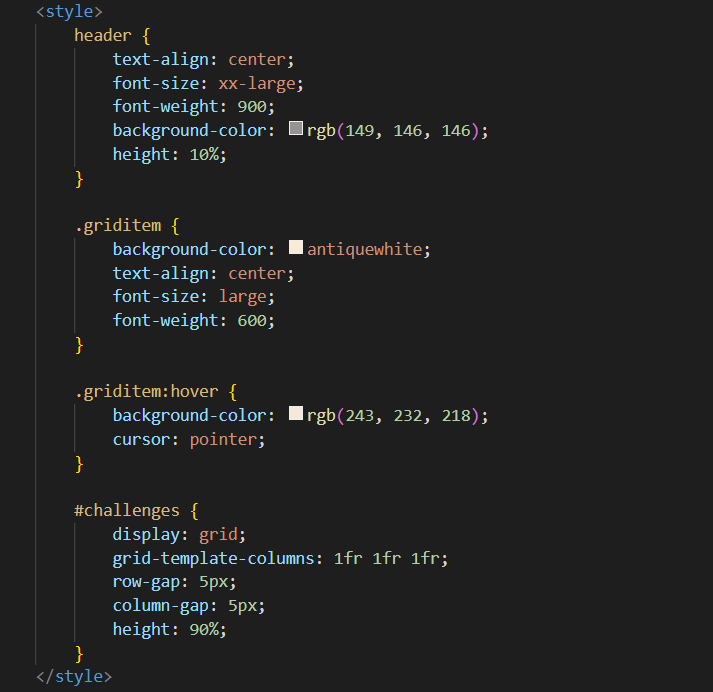 <style>
header {
text-align: center;
font-size: xx-large;
font-weight: 900;
background-color: rgb(149, 146, 146);
height: 10%;
}
.griditem {
background-color: antiquewhite;
text-align: center;
font-size: large;
font-weight: 600;
}
.griditem:hover {
background-color: rgb(243, 232, 218);
cursor: pointer;
}
#challenges {
display: grid;
grid-template-columns: 1fr 1fr 1fr;
row-gap: 5px;
column-gap: 5px;
height: 90%;
}
</style>